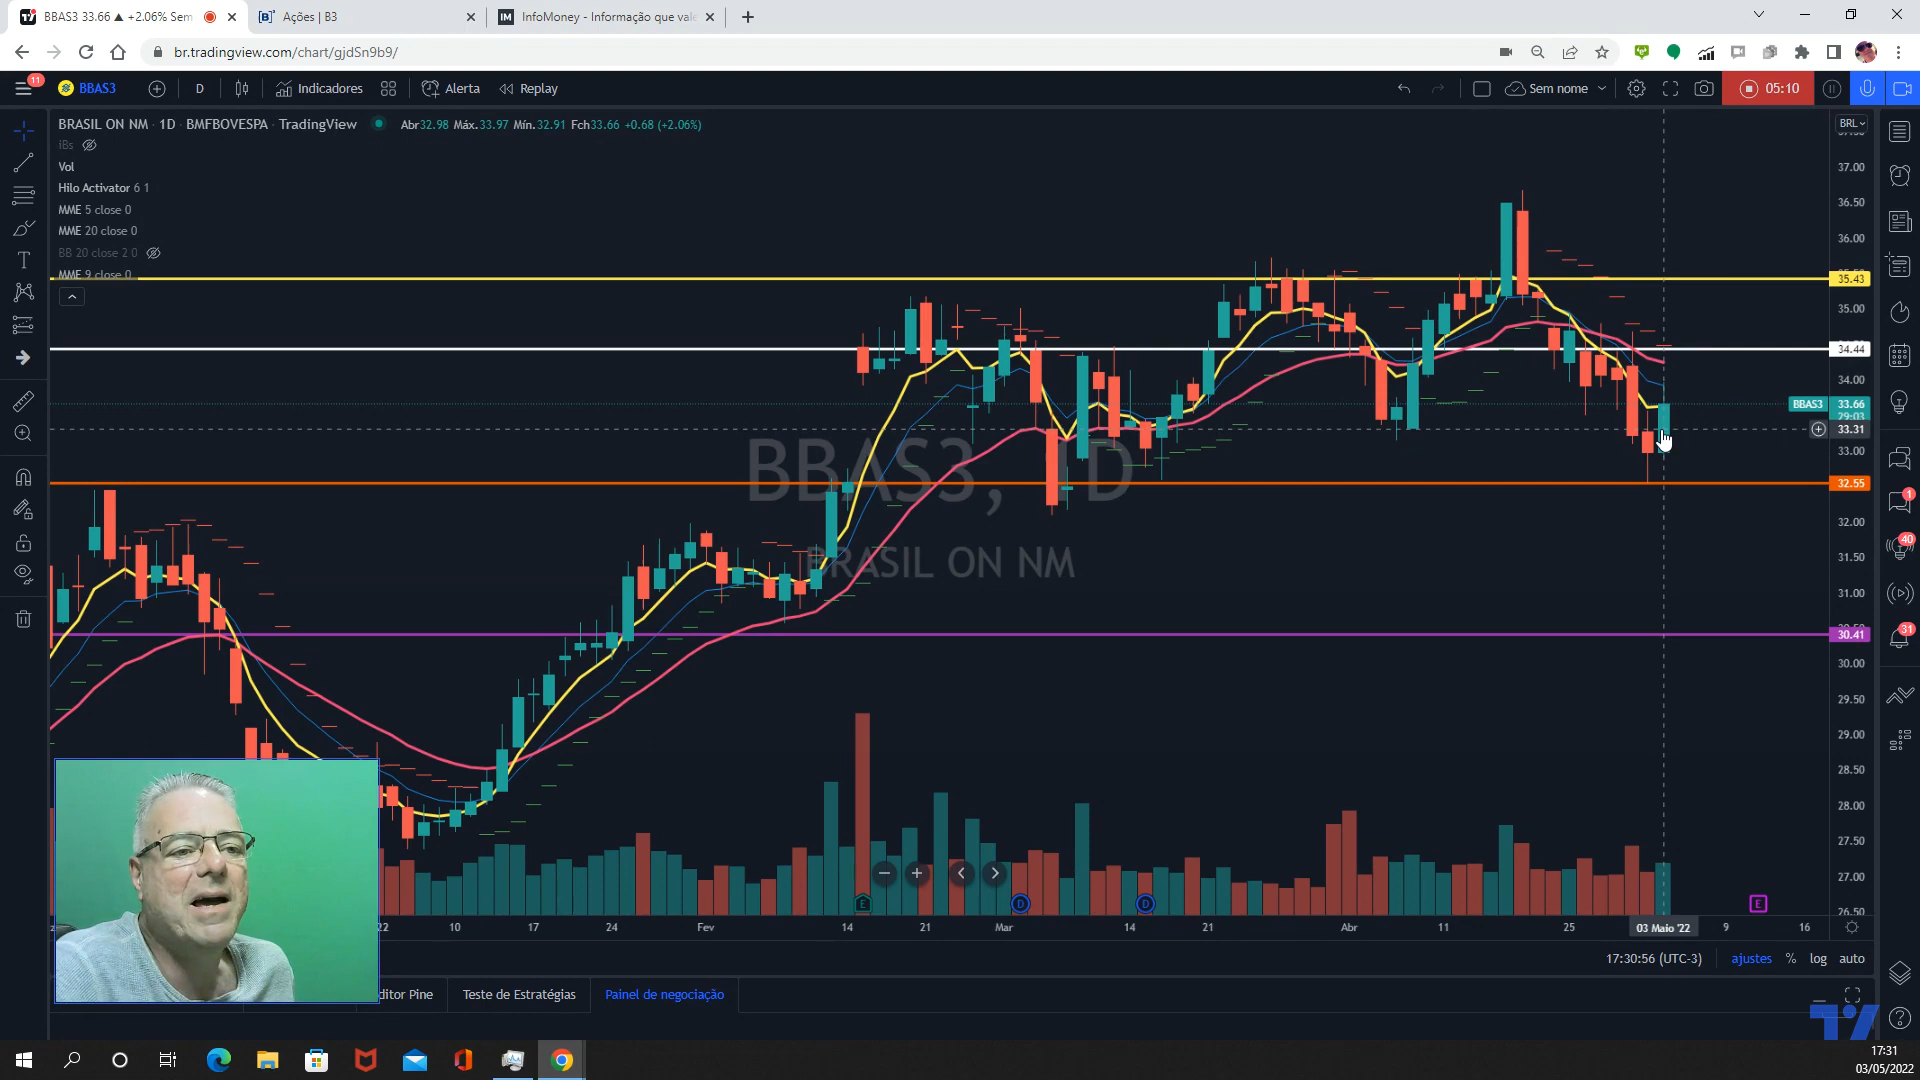 BBAS3 33.66 ▲ +2.06% Sem
Ações | B3
InfoMoney - Informação que vale
br.tradingview.com/chart/gjdSn9b9/
11
BBAS3
D
Indicadores
Alerta
Replay
Sem nome
05:10
BRASIL ON NM · 1D · BMFBOVESPA · TradingView
Abr32.98 Máx.33.97 Mín.32.91 Fch33.66 +0.68 (+2.06%)
BRL
iBs
Vol
Hilo Activator 6 1
MME 5 close 0
MME 20 close 0
BB 20 close 2 0
MME 9 close 0
37.00
36.50
36.00
35.43
35.00
34.44
34.00
BBAS3 33.66
29:03
33.31
33.00
32.55
32.00
31.50
31.00
30.41
30.00
29.50
29.00
28.50
28.00
27.50
27.00
26.50
BBAS3, 1D
BRASIL ON NM
1
40
31
E
D
D
E
22
10
17
24
Fev
14
21
Mar
14
21
Abr
11
25
03 Maio '22
9
16
17:30:56 (UTC-3)
ajustes
%
log
auto
ditor Pine
Teste de Estratégias
Painel de negociação
17:31
03/05/2022